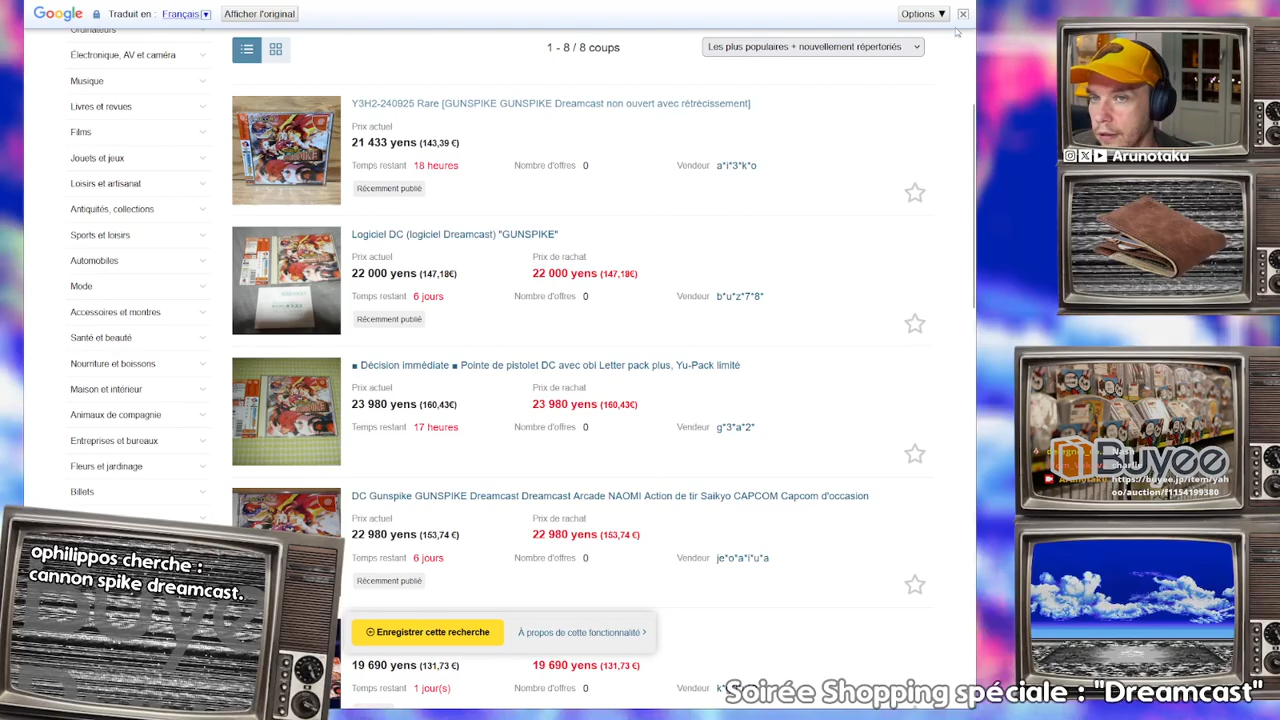 Google Traduit en : Français Afficher l'original Options ▼
Ordinateurs
Électronique, AV et caméra
Musique
Livres et revues
Films
Jouets et jeux
Loisirs et artisanat
Antiquités, collections
Sports et loisirs
Automobiles
Mode
Accessoires et montres
Santé et beauté
Nourriture et boissons
Maison et intérieur
Animaux de compagnie
Entreprises et bureaux
Fleurs et jardinage
Billets
1 - 8 / 8 coups
Les plus populaires + nouvellement répertoriés
Y3H2-240925 Rare [GUNSPIKE GUNSPIKE Dreamcast non ouvert avec rétrécissement]
Prix actuel
21 433 yens (143,39 €)
Temps restant 18 heures Nombre d'offres 0 Vendeur a*i*3*k*o
Récemment publié
Logiciel DC (logiciel Dreamcast) "GUNSPIKE"
Prix actuel Prix de rachat
22 000 yens (147,18€) 22 000 yens (147,18€)
Temps restant 6 jours Nombre d'offres 0 Vendeur b*u*z*7*8*
Récemment publié
■ Décision immédiate ■ Pointe de pistolet DC avec obi Letter pack plus, Yu-Pack limité
Prix actuel Prix de rachat
23 980 yens (160,43€) 23 980 yens (160,43€)
Temps restant 17 heures Nombre d'offres 0 Vendeur g*3*a*2*
DC Gunspike GUNSPIKE Dreamcast Dreamcast Arcade NAOMI Action de tir Saikyo CAPCOM Capcom d'occasion
Prix actuel Prix de rachat
22 980 yens (153,74 €) 22 980 yens (153,74 €)
Temps restant 6 jours Nombre d'offres 0 Vendeur je*o*a*i*u*a
Récemment publié
Enregistrer cette recherche À propos de cette fonctionnalité >
19 690 yens (131,73 €) 19 690 yens (131,73 €)
Temps restant 1 jour(s) Nombre d'offres 0
Arunotaku
Buyee
Nash
charlie
Arunotaku https://buyee.jp/item/yah
oo/auction/f1154199380
ophilippos cherche :
cannon spike dreamcast.
Soirée Shopping spéciale : "Dreamcast"